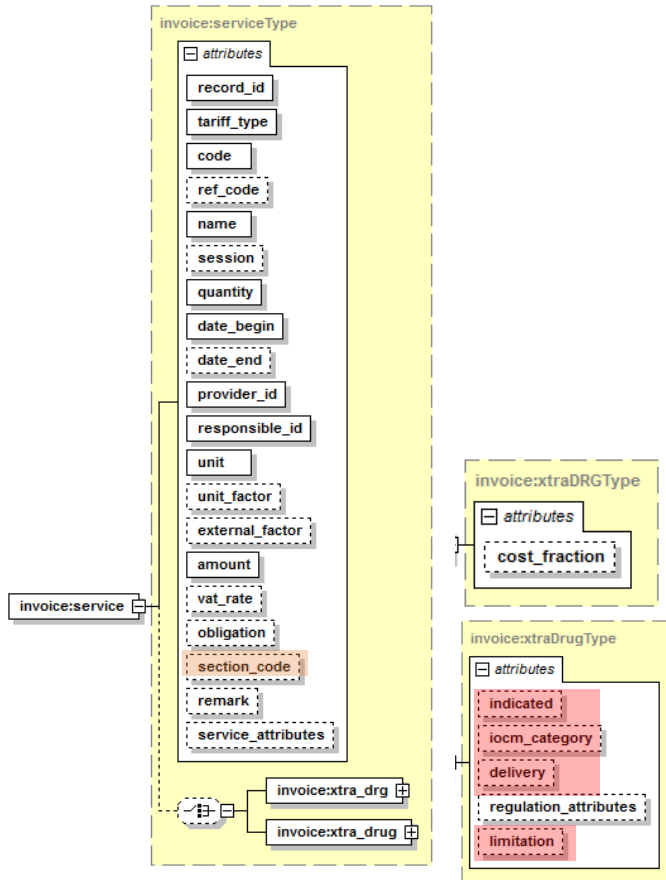 invoice:serviceType
attributes
record_id
tariff_type
code
ref_code
name
session
quantity
date_begin
date_end
provider_id
responsible_id
unit
unit_factor
external_factor
amount
invoice:service
vat_rate
obligation
section_code
remark
service_attributes
invoice:xtra_drg
invoice:xtra_drug
invoice:xtraDRGType
attributes
cost_fraction
invoice:xtraDrugType
attributes
indicated
iocm_category
delivery
regulation_attributes
limitation